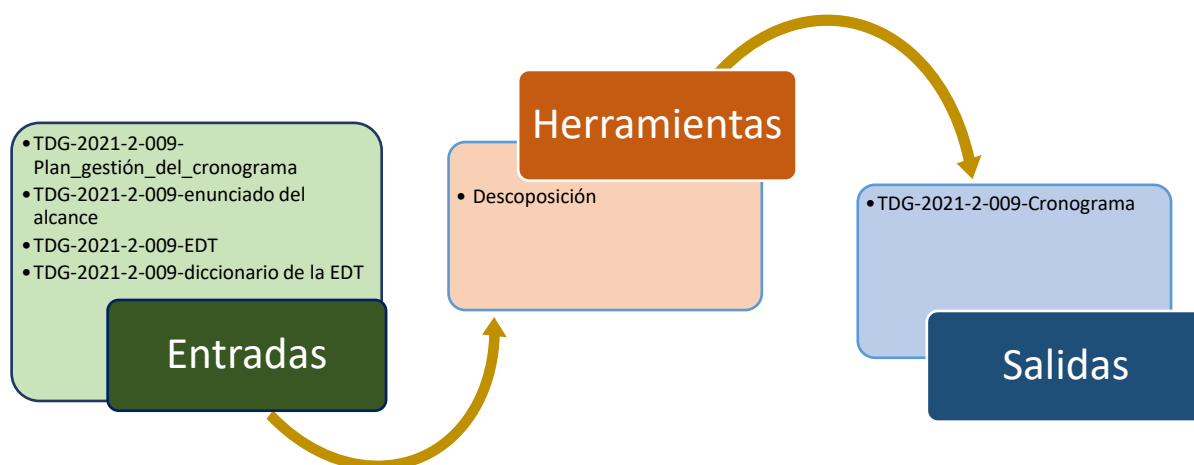 •TDG-2021-2-009-
Plan_gestión_del_cronograma
•TDG-2021-2-009-enunciado del
alcance
•TDG-2021-2-009-EDT
•TDG-2021-2-009-diccionario de la EDT
Entradas
Herramientas
• Descoposición
•TDG-2021-2-009-Cronograma
Salidas